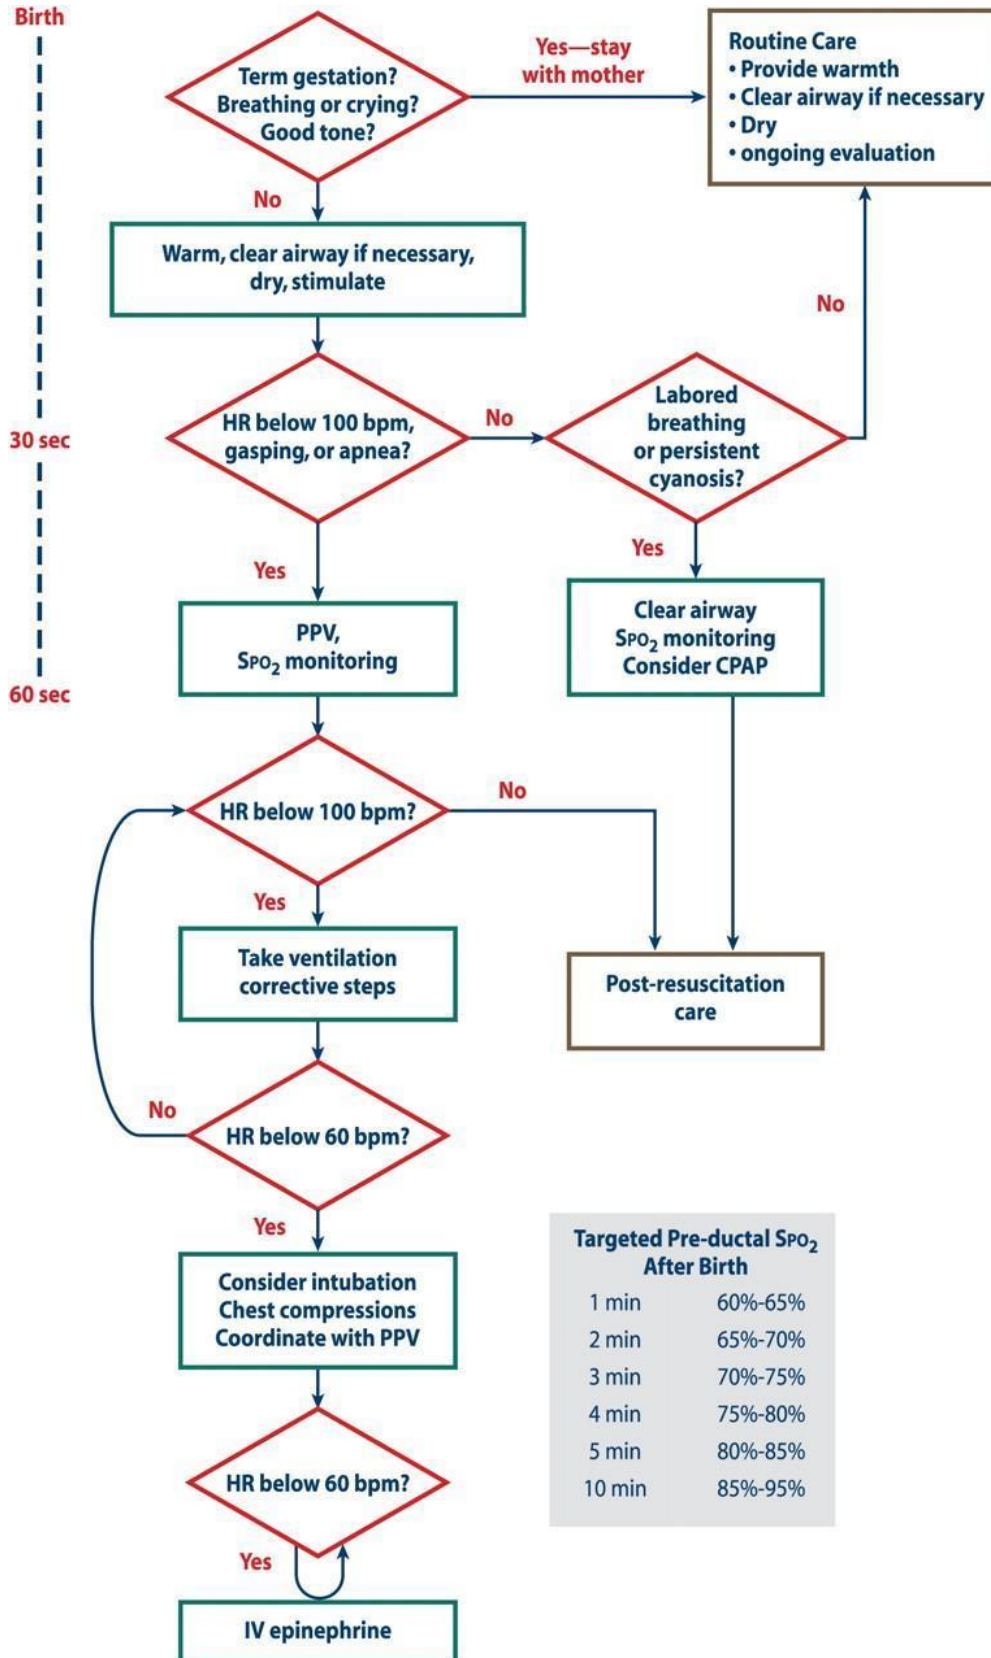 Birth
Term gestation?
Breathing or crying?
Good tone?
Yes—stay
with mother
Routine Care
• Provide warmth
• Clear airway if necessary
• Dry
• ongoing evaluation
No
Warm, clear airway if necessary,
dry, stimulate
No
30 sec
HR below 100 bpm,
gasping, or apnea?
No
Labored
breathing
or persistent
cyanosis?
Yes
Yes
PPV,
SPO₂ monitoring
Clear airway
SPO₂ monitoring
Consider CPAP
60 sec
HR below 100 bpm?
No
Yes
Take ventilation
corrective steps
Post-resuscitation
care
No
HR below 60 bpm?
Yes
Consider intubation
Chest compressions
Coordinate with PPV
HR below 60 bpm?
Yes
IV epinephrine
Targeted Pre-ductal SPO₂
After Birth
1 min 60%-65%
2 min 65%-70%
3 min 70%-75%
4 min 75%-80%
5 min 80%-85%
10 min 85%-95%